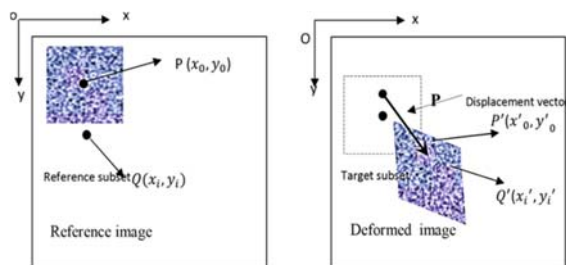 o
x
P (x₀, y₀)
y
Reference subset
Q(xᵢ, yᵢ)
Reference image
x
O
y
P
Displacement vecto
P′(x′₀, y′₀
Target subset
Q′(xᵢ′, yᵢ′
Deformed image